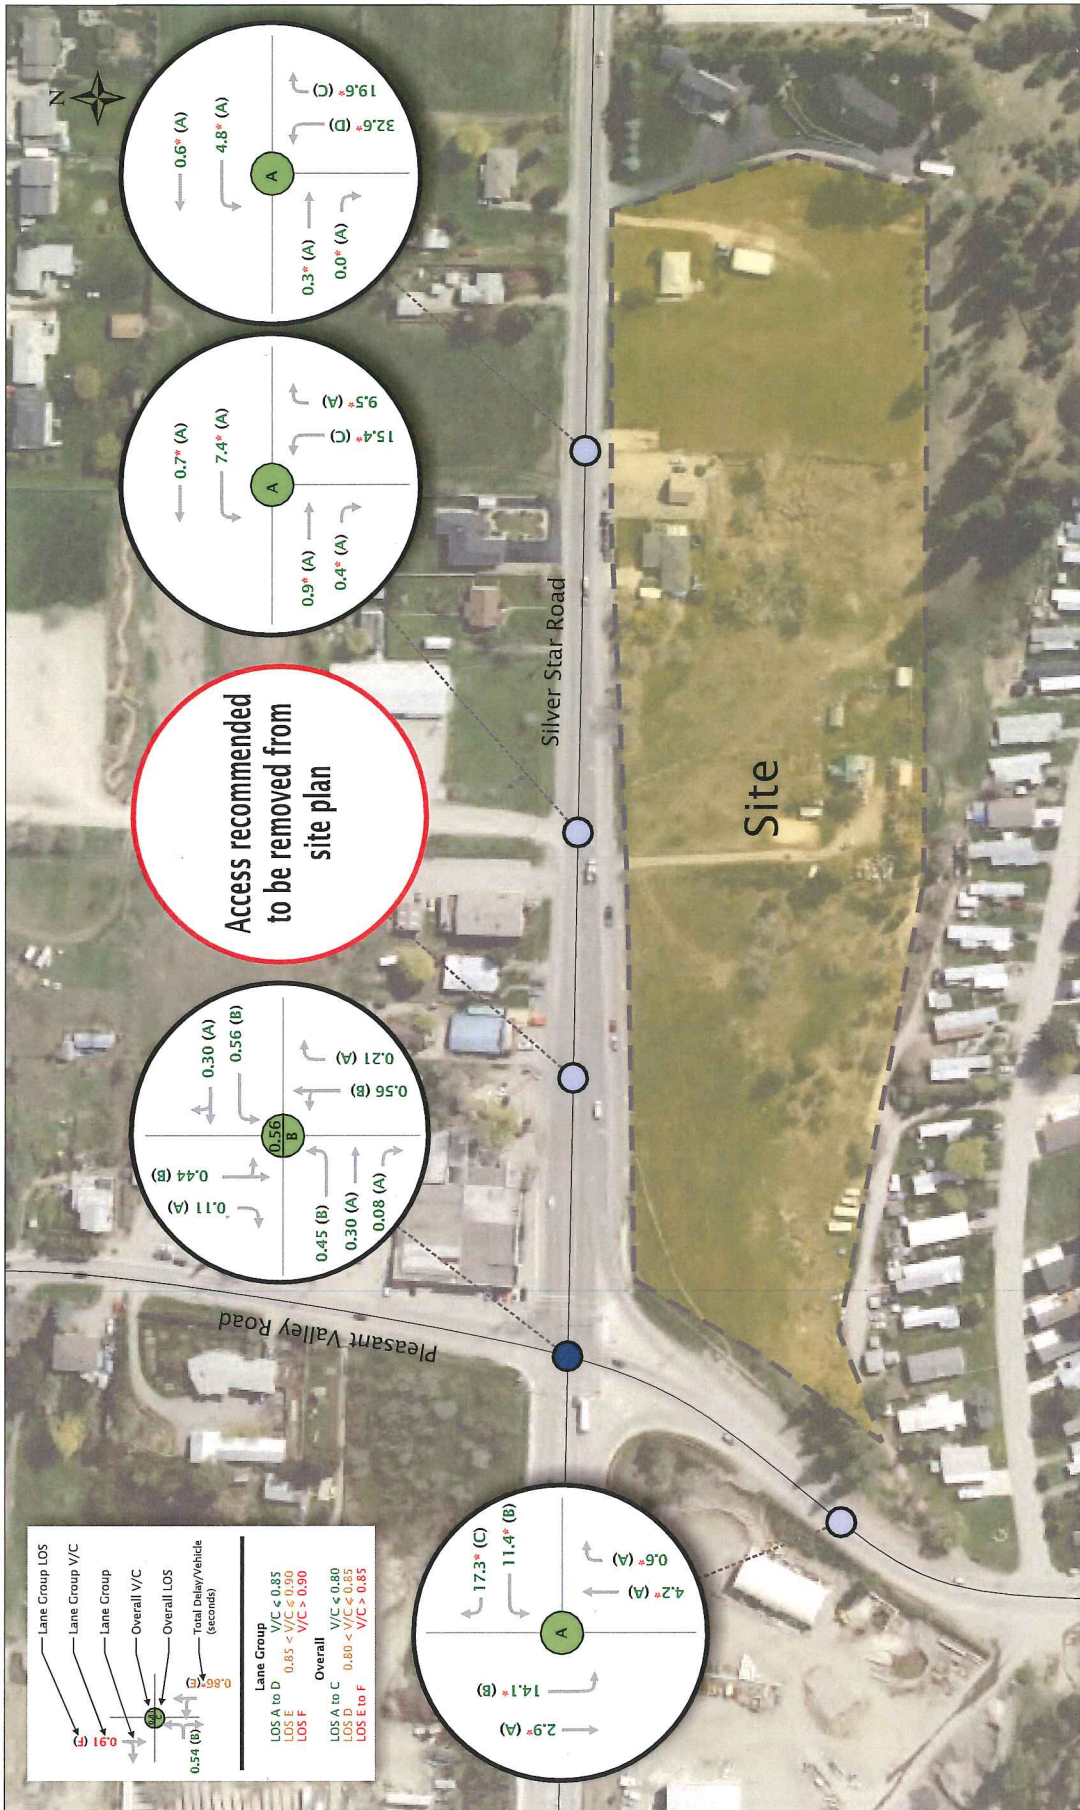 Lane Group LOS
Lane Group V/C
Lane Group
Overall V/C
Overall LOS
Total Delay/Vehicle
(seconds)
0.91 (F)
0.54 (B)
0.86* (E)
Lane Group
LOS A to D V/C < 0.85
LOS E 0.85 < V/C < 0.90
LOS F V/C > 0.90
Overall
LOS A to C V/C < 0.80
LOS D 0.80 < V/C < 0.85
LOS E to F V/C > 0.85
17.3* (C)
11.4* (B)
A
14.1* (B)
2.9* (A)
4.2* (A)
0.6* (A)
0.11 (A)
0.44 (B)
0.30 (A)
0.56 (B)
0.56
B
0.45 (B)
0.30 (A)
0.08 (A)
0.56 (B)
0.21 (A)
Access recommended
to be removed from
site plan
0.7* (A)
7.4* (A)
A
0.9* (A)
0.4* (A)
15.4* (C)
9.5* (A)
0.6* (A)
4.8* (A)
A
0.3* (A)
0.0* (A)
32.6* (D)
19.6* (C)
N
Pleasant Valley Road
Silver Star Road
Site